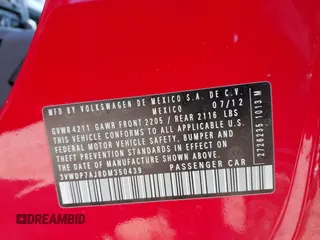 MFD. BY VOLKSWAGEN DE MEXICO S.A. DE C.V.
MEXICO 07/12
GVWR 4211 GAWR FRONT 2205 / REAR 2116 LBS
THIS VEHICLE CONFORMS TO ALL APPLICABLE U.S.
FEDERAL MOTOR VEHICLE SAFETY, BUMPER AND
THEFT PREVENTION STANDARDS IN EFFECT ON THE
DATE OF MANUFACTURE SHOWN ABOVE.
3VWDP7AJ8DM350435 PASSENGER CAR
2728235 1013 M
DREAMBID